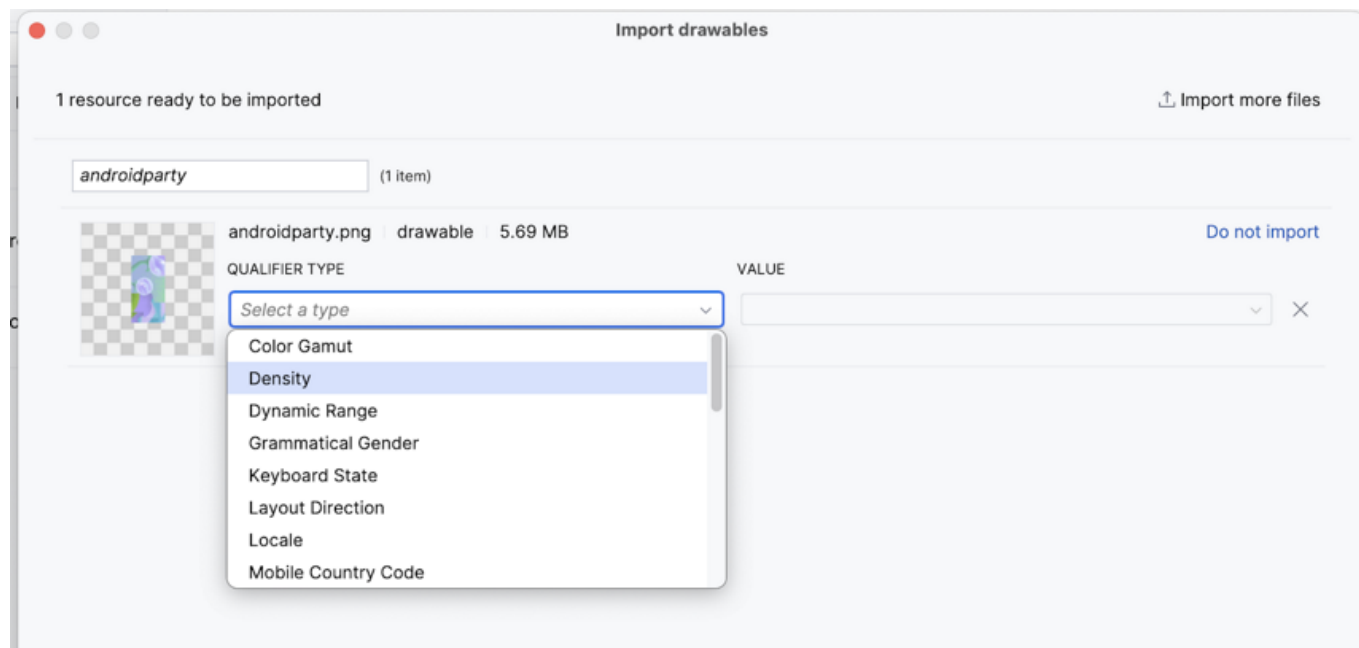 Import drawables
1 resource ready to be imported
Import more files
androidparty (1 item)
androidparty.png drawable 5.69 MB Do not import
QUALIFIER TYPE VALUE
Select a type
Color Gamut
Density
Dynamic Range
Grammatical Gender
Keyboard State
Layout Direction
Locale
Mobile Country Code